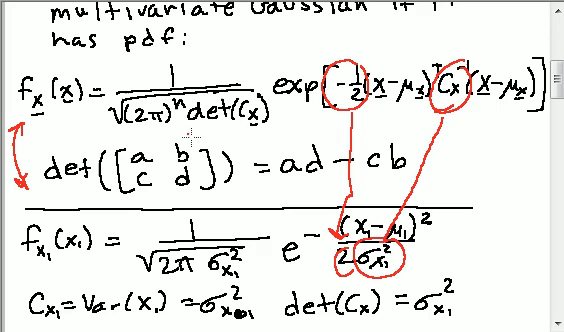 multivariate Gaussian if it
has pdf:
f_x(x) = 1/√((2π)^n det(C_x)) exp[-1/2 (x-μ_x)^T C_x^-1 (x-μ_x)]
det([a b; c d]) = ad - cb
f_x₁(x₁) = 1/√(2π σ_x₁^2) e^-(x₁-μ₁)^2/2σ_x₁^2
C_x₁ = Var(x₁) = σ_x₁^2 det(C_x) = σ_x₁^2